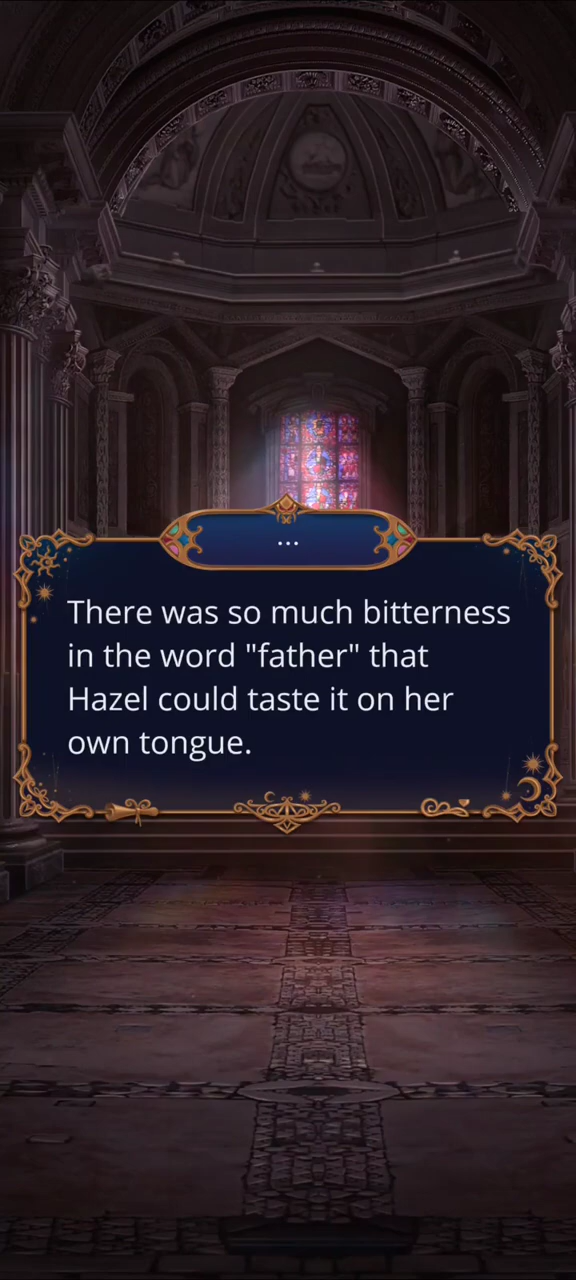 ...
There was so much bitterness
in the word "father" that
Hazel could taste it on her
own tongue.